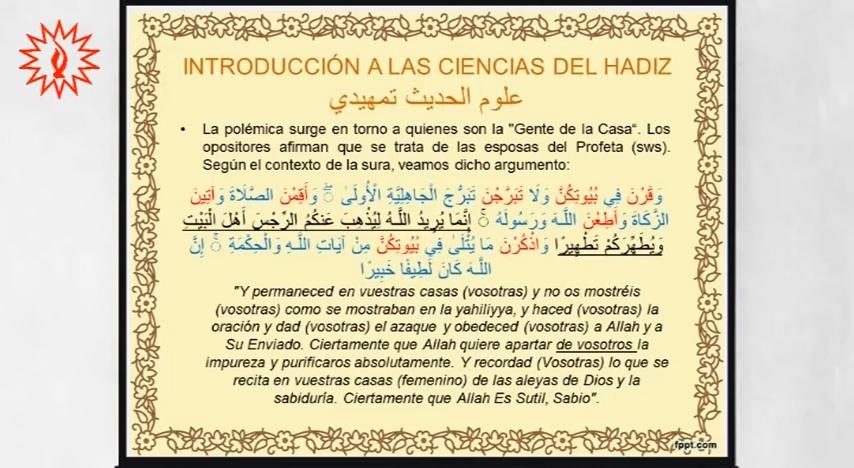 INTRODUCCIÓN A LAS CIENCIAS DEL HADIZ
علوم الحديث تمهيدي
• La polémica surge en torno a quienes son la "Gente de la Casa“. Los
opositores afirman que se trata de las esposas del Profeta (sws).
Según el contexto de la sura, veamos dicho argumento:
وَقَرْنَ فِي بُيُوتِكُنَّ وَلَا تَبَرَّجْنَ تَبَرُّجَ الْجَاهِلِيَّةِ الْأُولَىٰ ۖ وَأَقِمْنَ الصَّلَاةَ وَآتِينَ
الزَّكَاةَ وَأَطِعْنَ اللَّـهَ وَرَسُولَهُ ۚ إِنَّمَا يُرِيدُ اللَّـهُ لِيُذْهِبَ عَنكُمُ الرِّجْسَ أَهْلَ الْبَيْتِ
وَيُطَهِّرَكُمْ تَطْهِيرًا وَاذْكُرْنَ مَا يُتْلَىٰ فِي بُيُوتِكُنَّ مِنْ آيَاتِ اللَّـهِ وَالْحِكْمَةِ ۚ إِنَّ
اللَّـهَ كَانَ لَطِيفًا خَبِيرًا
"Y permaneced en vuestras casas (vosotras) y no os mostréis
(vosotras) como se mostraban en la yahiliyya, y haced (vosotras) la
oración y dad (vosotras) el azaque y obedeced (vosotras) a Allah y a
Su Enviado. Ciertamente que Allah quiere apartar de vosotros la
impureza y purificaros absolutamente. Y recordad (Vosotras) lo que se
recita en vuestras casas (femenino) de las aleyas de Dios y la
sabiduría. Ciertamente que Allah Es Sutil, Sabio".
fppt.com